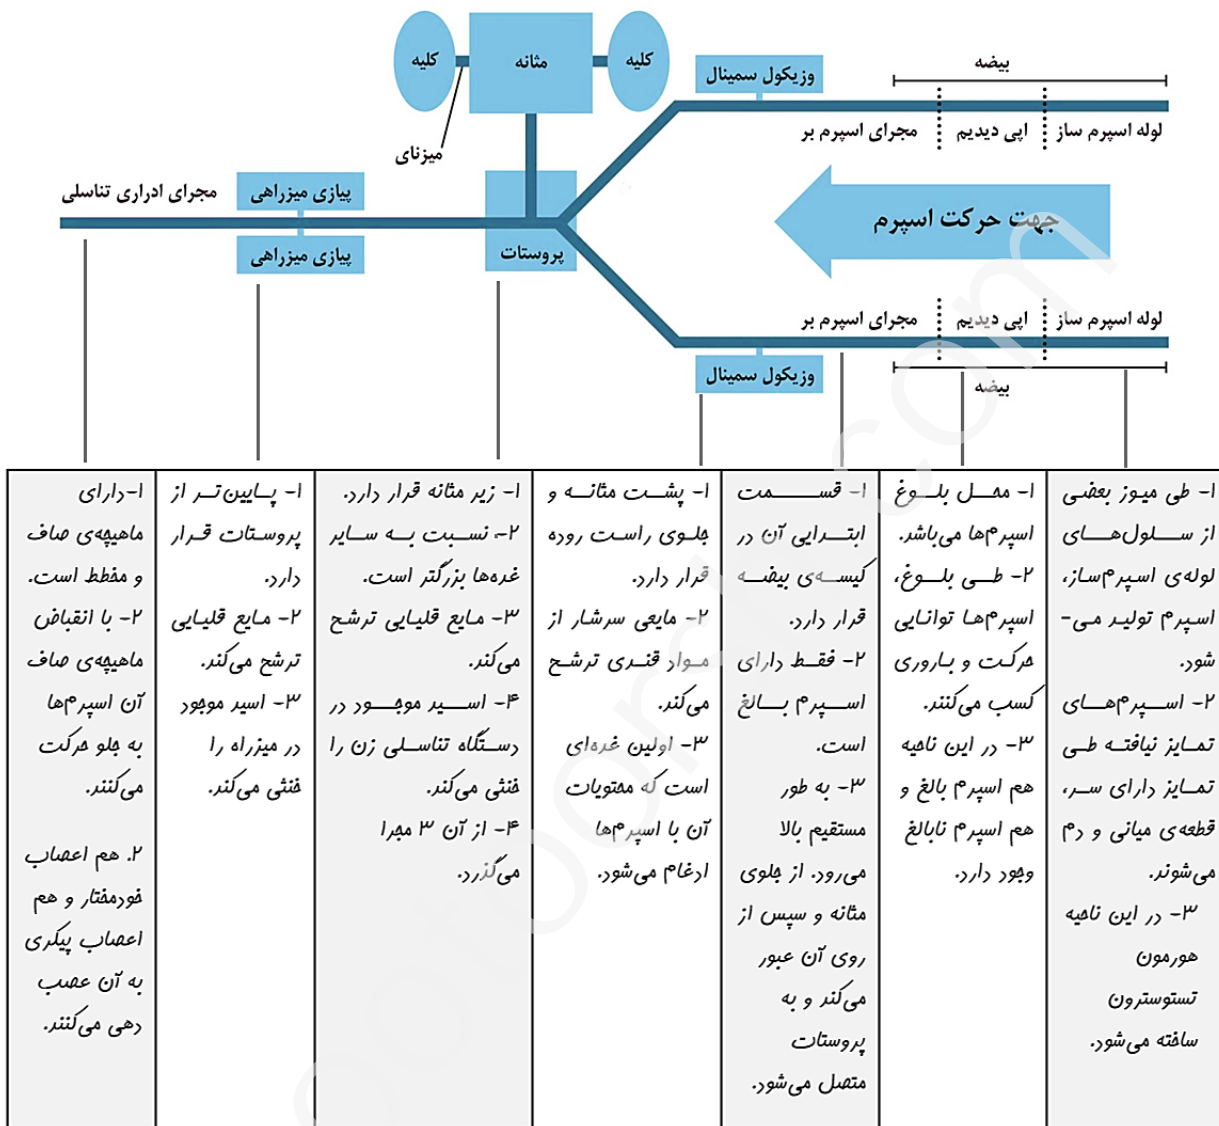 کلیه
مثانه
کلیه
میزنای
وزیکول سمینال
بیضه
مجرای اسپرم بر
اپی دیدیم
لوله اسپرم ساز
مجرای ادراری تناسلی
پیازی میزراهی
پیازی میزراهی
پروستات
جهت حرکت اسپرم
مجرای اسپرم بر
اپی دیدیم
لوله اسپرم ساز
وزیکول سمینال
بیضه
۱- طی میوز بعضی
از سلول‌های
لوله‌ی اسپرم‌ساز،
اسپرم تولید می-
شود.
۲- اسپرم‌های
تمایز نیافته طی
تمایز دارای سر،
قطعه‌ی میانی و دم
می‌شوند.
۳- در این ناحیه
هورمون
تستوسترون
ساخته می‌شود.
۱- محل بلوغ
اسپرم‌ها می‌باشد.
۲- طی بلوغ،
اسپرم‌ها توانایی
حرکت و باروری
کسب می‌کنند.
۳- در این ناحیه
هم اسپرم بالغ و
هم اسپرم نابالغ
وجود دارد.
۱- قسمت
ابتدایی آن در
کیسه‌ی بیضه
قرار دارد.
۲- فقط دارای
اسپرم بالغ
است.
۳- به طور
مستقیم بالا
می‌رود. از جلوی
مثانه و سپس از
روی آن عبور
می‌کند و به
پروستات
متصل می‌شود.
۱- پشت مثانه و
جلوی راست روده
قرار دارد.
۲- مایعی سرشار از
مواد قندی ترشح
می‌کند.
۳- اولین غده‌ای
است که محتویات
آن با اسپرم‌ها
ادغام می‌شود.
۱- زیر مثانه قرار دارد.
۲- نسبت به سایر
غده‌ها بزرگتر است.
۳- مایع قلیایی ترشح
می‌کند.
۴- اسید موجود در
دستگاه تناسلی زن را
خنثی می‌کند.
۴- از آن ۳ مجرا
می‌گذرد.
۱- پایین‌تر از
پروستات قرار
دارد.
۲- مایع قلیایی
ترشح می‌کند.
۳- اسید موجود
در میزراه را
خنثی می‌کند.
۱-دارای
ماهیچه‌ی صاف
و مخطط است.
۲- با انقباض
ماهیچه‌ی صاف
آن اسپرم‌ها
به جلو حرکت
می‌کنند.
۲. هم اعصاب
خودمختار و هم
اعصاب پیکری
به آن عصب
دهی می‌کنند.